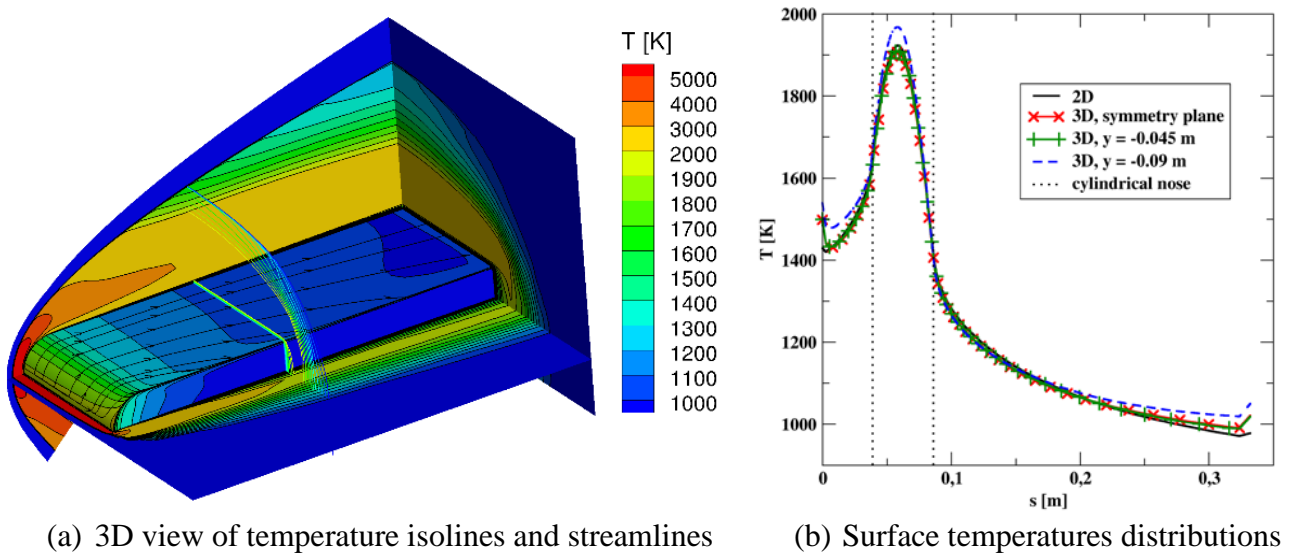 T [K]
5000
4000
3000
2000
1900
1800
1700
1600
1500
1400
1300
1200
1100
1000
2000
1800
1600
1400
1200
1000
T [K]
2D
3D, symmetry plane
3D, y = -0.045 m
3D, y = -0.09 m
cylindrical nose
0
0,1
0,2
0,3
s [m]
(a) 3D view of temperature isolines and streamlines
(b) Surface temperatures distributions